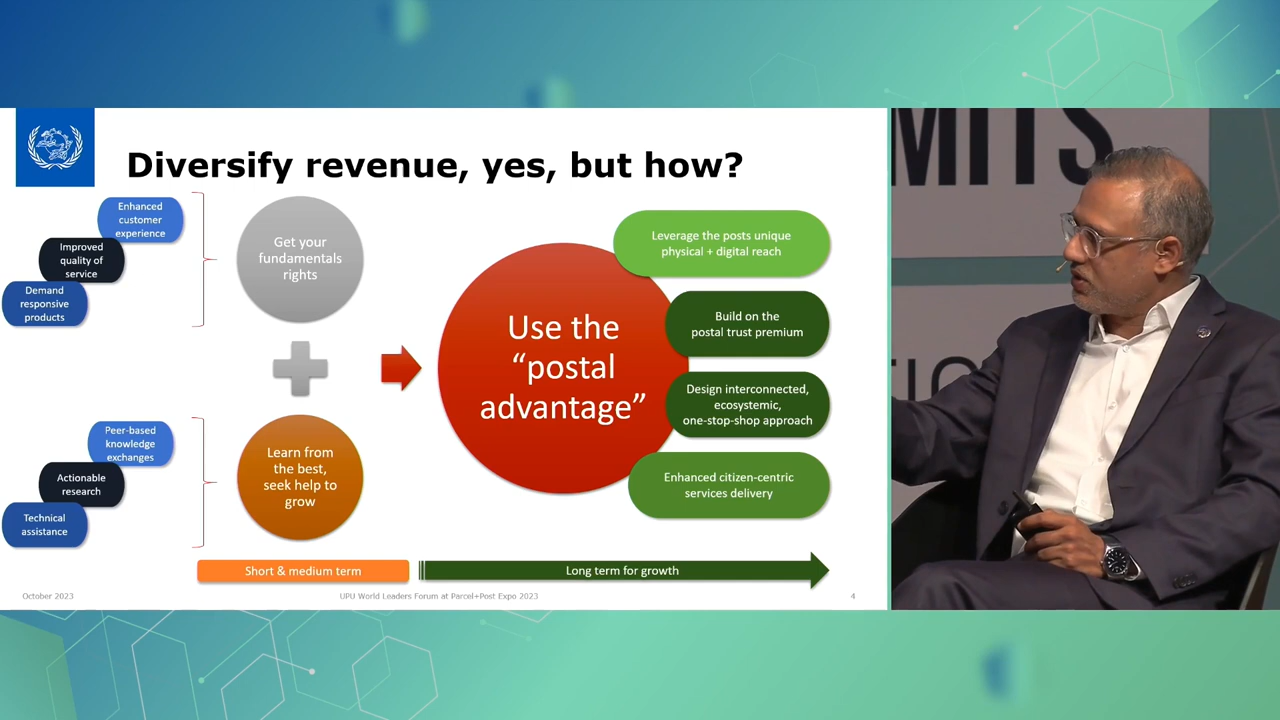 Diversify revenue, yes, but how?
Enhanced
customer
experience
Improved
quality of
service
Demand
responsive
products
Get your
fundamentals
rights
Peer-based
knowledge
exchanges
Actionable
research
Technical
assistance
Learn from
the best,
seek help to
grow
Use the
“postal
advantage”
Leverage the posts unique
physical + digital reach
Build on the
postal trust premium
Design interconnected,
ecosystemic,
one-stop-shop approach
Enhanced citizen-centric
services delivery
Short & medium term
Long term for growth
October 2023
UPU World Leaders Forum at Parcel+Post Expo 2023
4